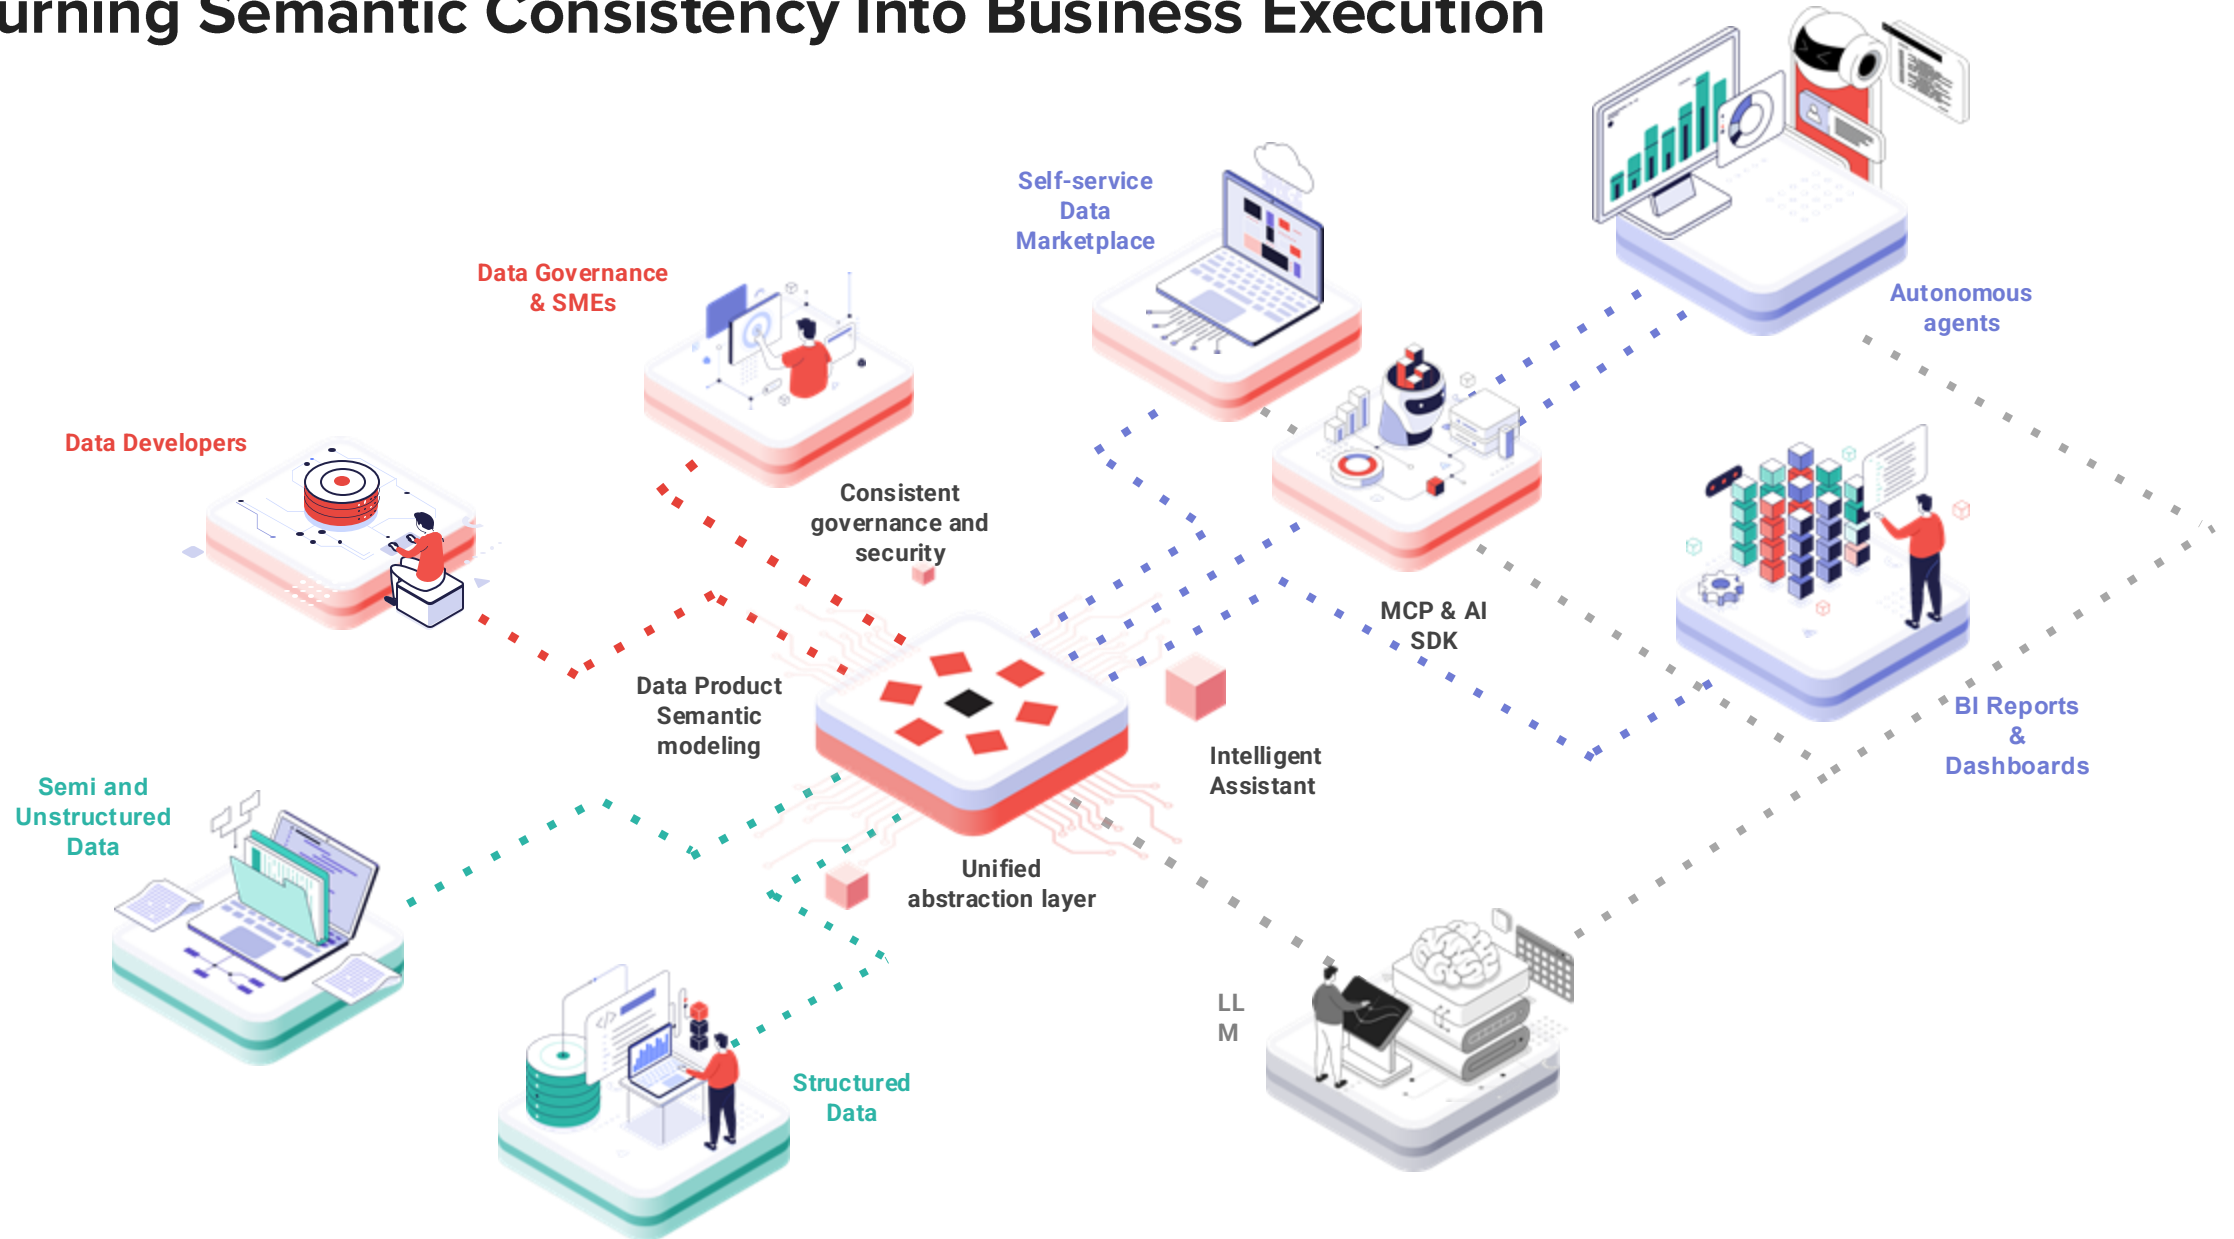 urning Semantic Consistency Into Business Execution
Self-service
Data
Marketplace
Data Governance
& SMEs
Autonomous
agents
Data Developers
Consistent
governance and
security
MCP & AI
SDK
Data Product
Semantic
modeling
BI Reports
&
Dashboards
Intelligent
Assistant
Semi and
Unstructured
Data
Unified
abstraction layer
LL
M
Structured
Data